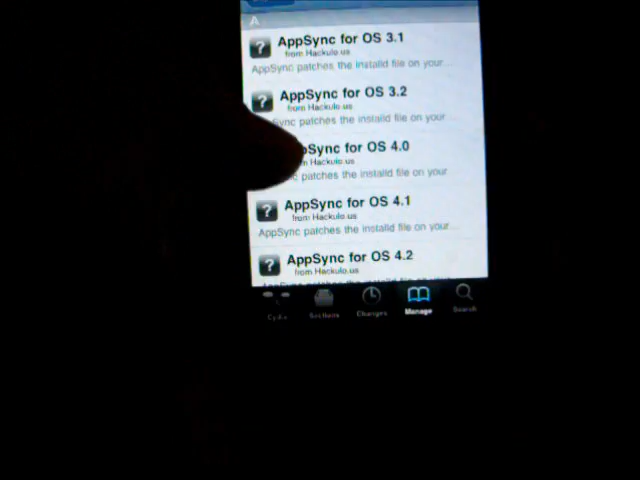 A
AppSync for OS 3.1
from Hackulo.us
AppSync patches the installd file on your...
AppSync for OS 3.2
from Hackulo.us
Sync patches the installd file on your
Sync for OS 4.0
Hackulo.us
patches the installd file on your
AppSync for OS 4.1
from Hackulo.us
AppSync patches the installd file on your...
AppSync for OS 4.2
from Hackulo.us
Cydia Sections Changes Manage Search